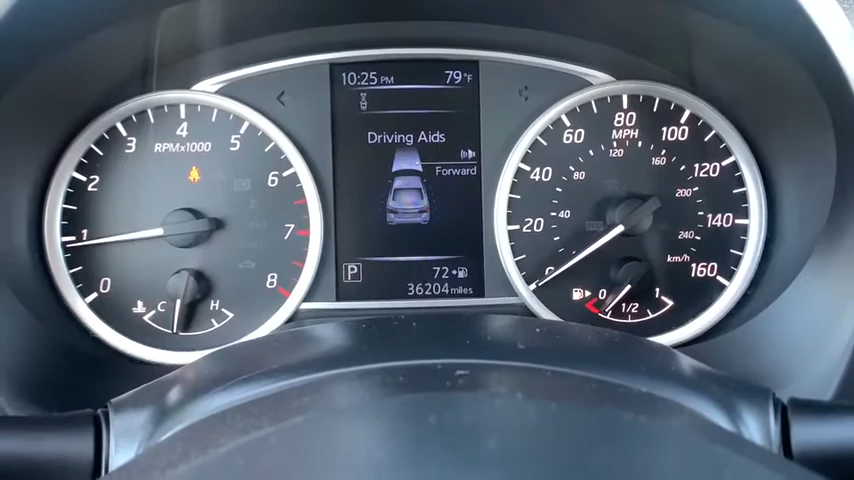 10:25 PM 79°F
Driving Aids
Forward
P
72
36204 miles
0 1 2 3 4 5 6 7 8
RPMx1000
C H
0 20 40 60 80 100 120 140 160
MPH
40 80 120 160 200 240
km/h
0 1/2 1